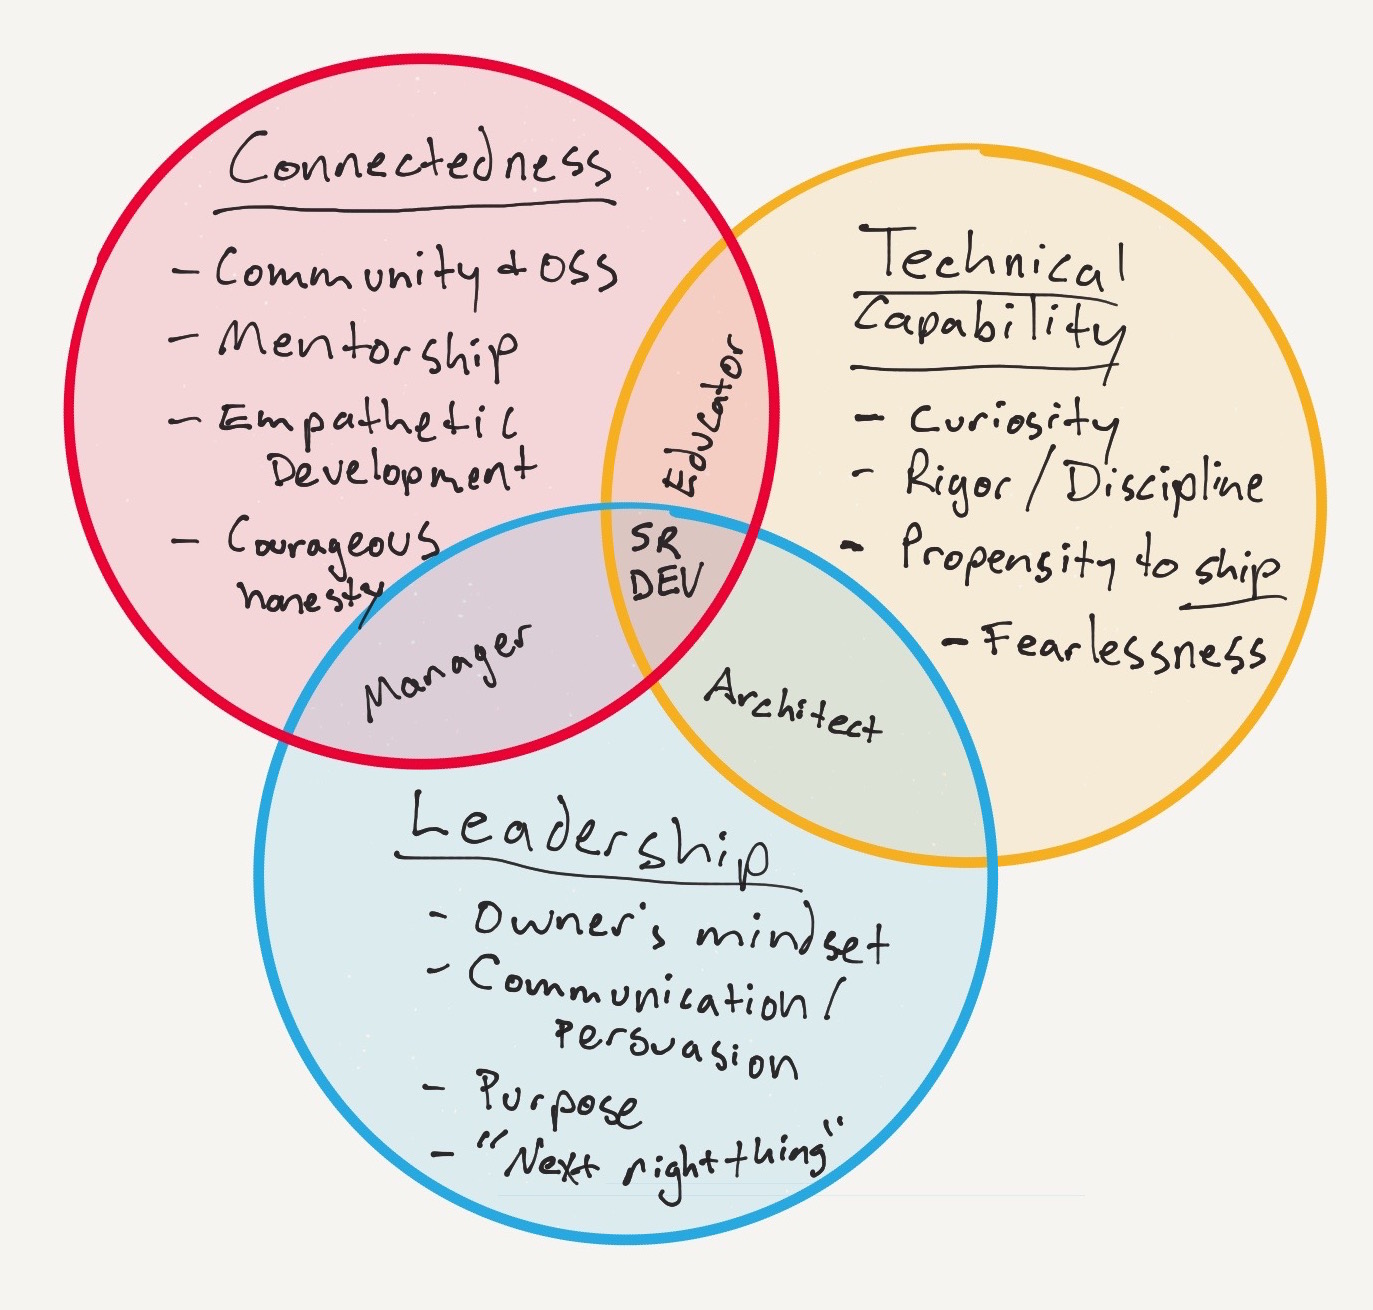 Connectedness
- Community + OSS
- Mentorship
- Empathetic
Development
- Courageous
honesty
Technical
Capability
- Curiosity
- Rigor / Discipline
- Propensity to ship
- Fearlessness
Educator
SR
DEV
Manager
Architect
Leadership
- Owner's mindset
- Communication /
Persuasion
- Purpose
- "Next right thing"